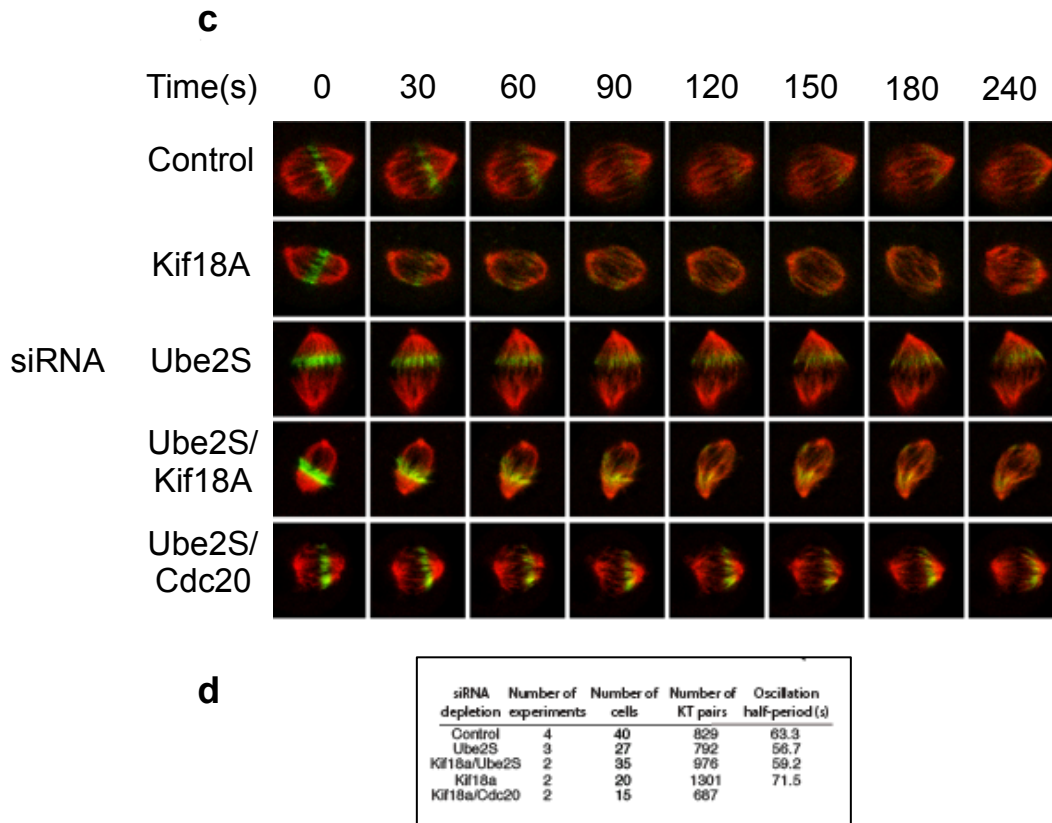 c
Time(s) 0 30 60 90 120 150 180 240
Control
Kif18A
siRNA Ube2S
Ube2S/
Kif18A
Ube2S/
Cdc20
d
siRNA Number of Number of Number of Oscillation
depletion experiments cells KT pairs half-period (s)
Control 4 40 829 63.3
Ube2S 3 27 792 56.7
Kif18a/Ube2S 2 35 976 59.2
Kif18a 2 20 1301 71.5
Kif18a/Cdc20 2 15 687